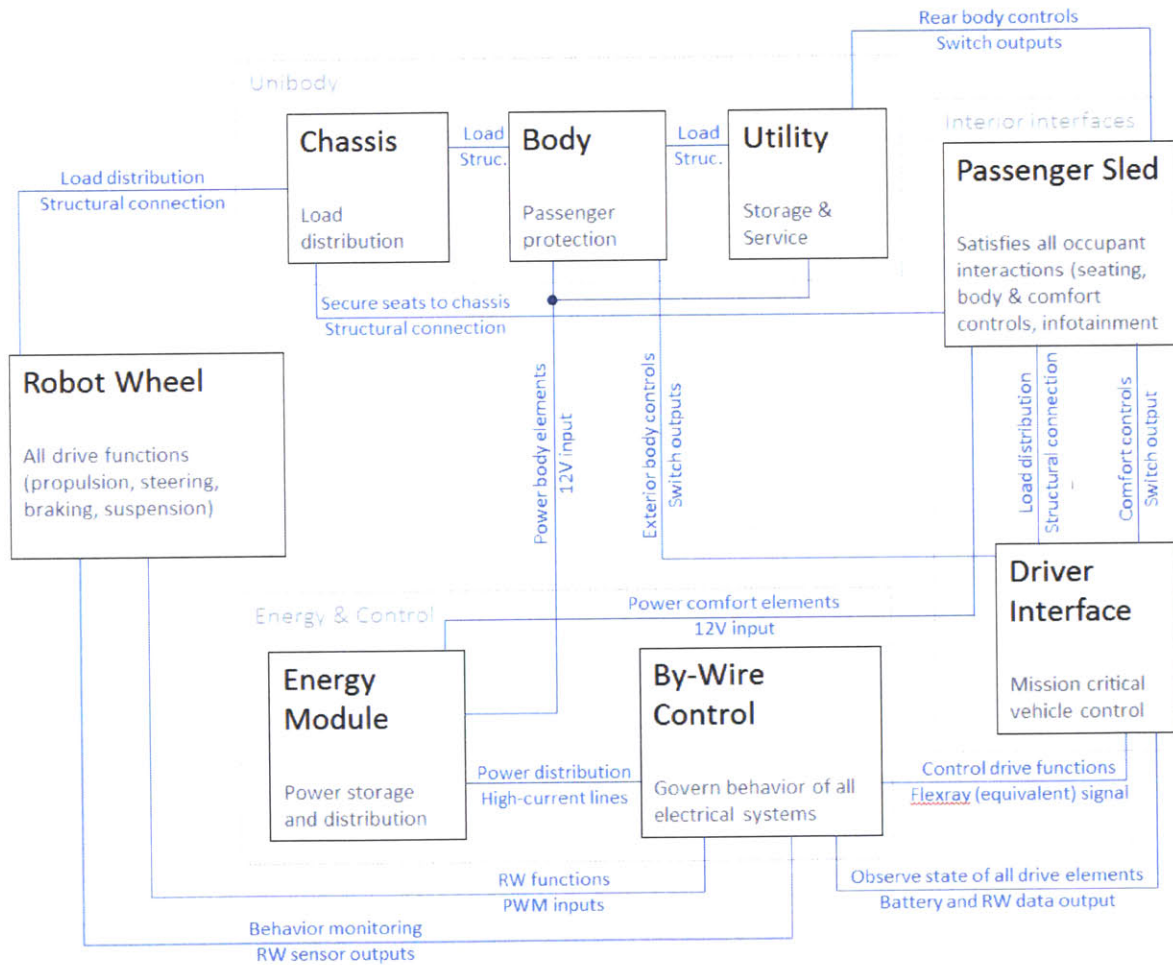 Rear body controls
Switch outputs
Unibody
Interior interfaces
Chassis
Load
distribution
Load
Struc.
Body
Passenger
protection
Load
Struc.
Utility
Storage &
Service
Passenger Sled
Satisfies all occupant
interactions (seating,
body & comfort
controls, infotainment
Load distribution
Structural connection
Secure seats to chassis
Structural connection
Robot Wheel
All drive functions
(propulsion, steering,
braking, suspension)
Power body elements
12V input
Exterior body controls
Switch outputs
Load distribution
Structural connection
Comfort controls
Switch output
Energy & Control
Power comfort elements
12V input
Driver
Interface
Mission critical
vehicle control
Energy
Module
Power storage
and distribution
Power distribution
High-current lines
By-Wire
Control
Govern behavior of all
electrical systems
Control drive functions
Flexray (equivalent) signal
RW functions
PWM inputs
Observe state of all drive elements
Battery and RW data output
Behavior monitoring
RW sensor outputs